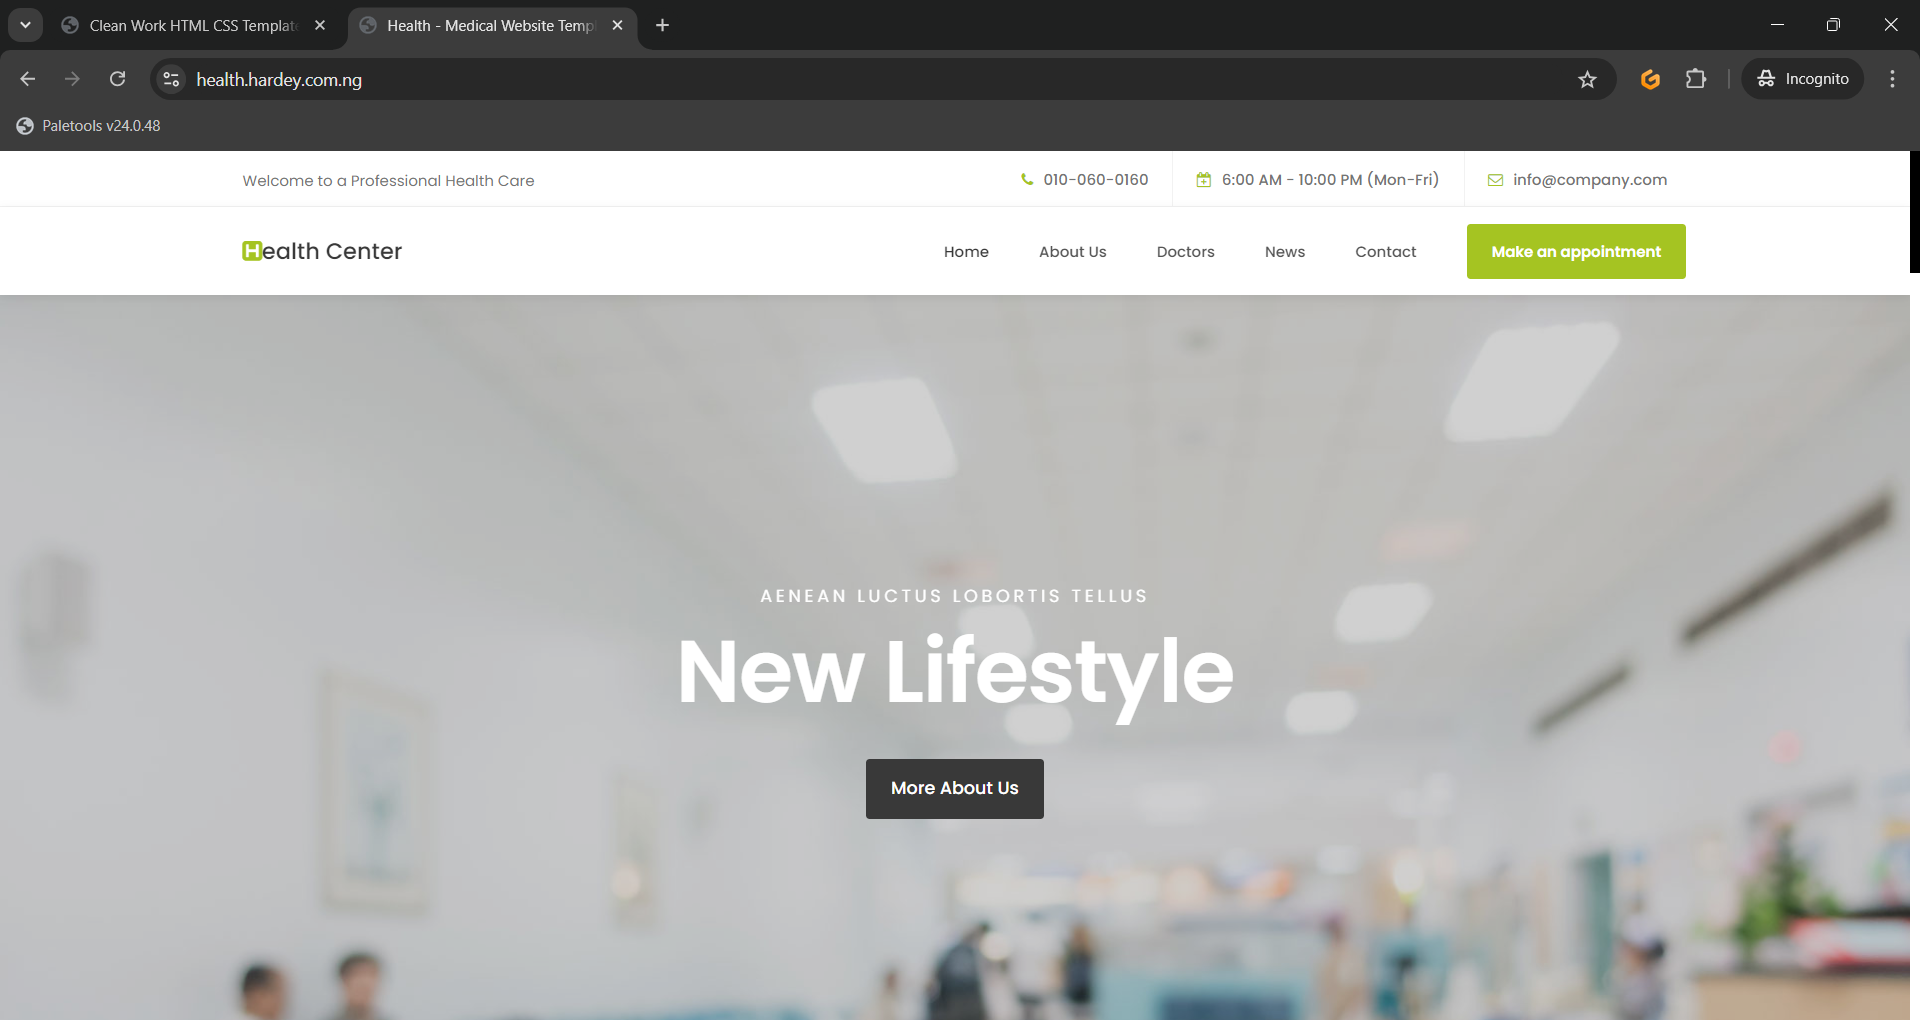 Clean Work HTML CSS Template
Health - Medical Website Temp
health.hardey.com.ng
Incognito
Paletools v24.0.48
Welcome to a Professional Health Care
010-060-0160
6:00 AM - 10:00 PM (Mon-Fri)
info@company.com
Health Center
Home
About Us
Doctors
News
Contact
Make an appointment
AENEAN LUCTUS LOBORTIS TELLUS
New Lifestyle
More About Us